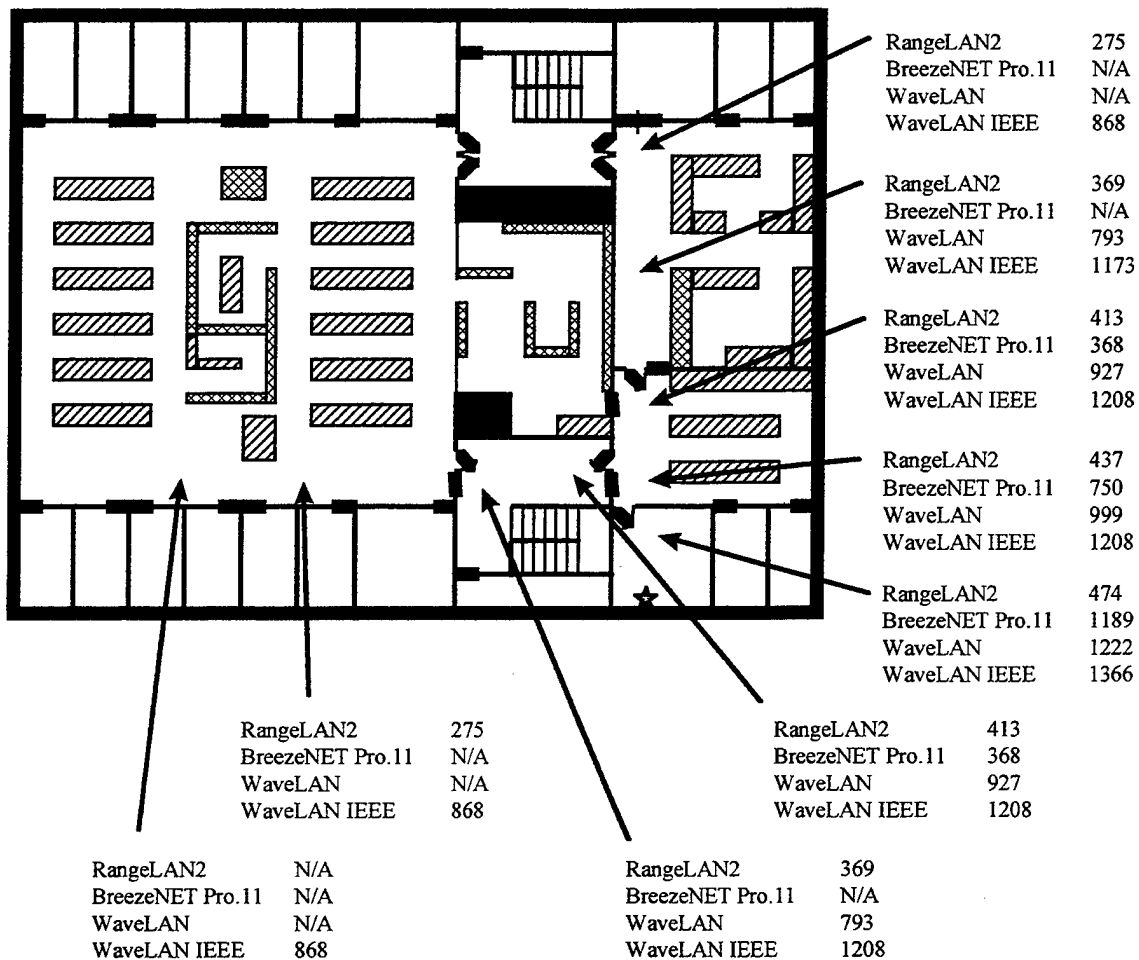 RangeLAN2 275
BreezeNET Pro.11 N/A
WaveLAN N/A
WaveLAN IEEE 868
RangeLAN2 369
BreezeNET Pro.11 N/A
WaveLAN 793
WaveLAN IEEE 1173
RangeLAN2 413
BreezeNET Pro.11 368
WaveLAN 927
WaveLAN IEEE 1208
RangeLAN2 437
BreezeNET Pro.11 750
WaveLAN 999
WaveLAN IEEE 1208
RangeLAN2 474
BreezeNET Pro.11 1189
WaveLAN 1222
WaveLAN IEEE 1366
RangeLAN2 275
BreezeNET Pro.11 N/A
WaveLAN N/A
WaveLAN IEEE 868
RangeLAN2 413
BreezeNET Pro.11 368
WaveLAN 927
WaveLAN IEEE 1208
RangeLAN2 N/A
BreezeNET Pro.11 N/A
WaveLAN N/A
WaveLAN IEEE 868
RangeLAN2 369
BreezeNET Pro.11 N/A
WaveLAN 793
WaveLAN IEEE 1208